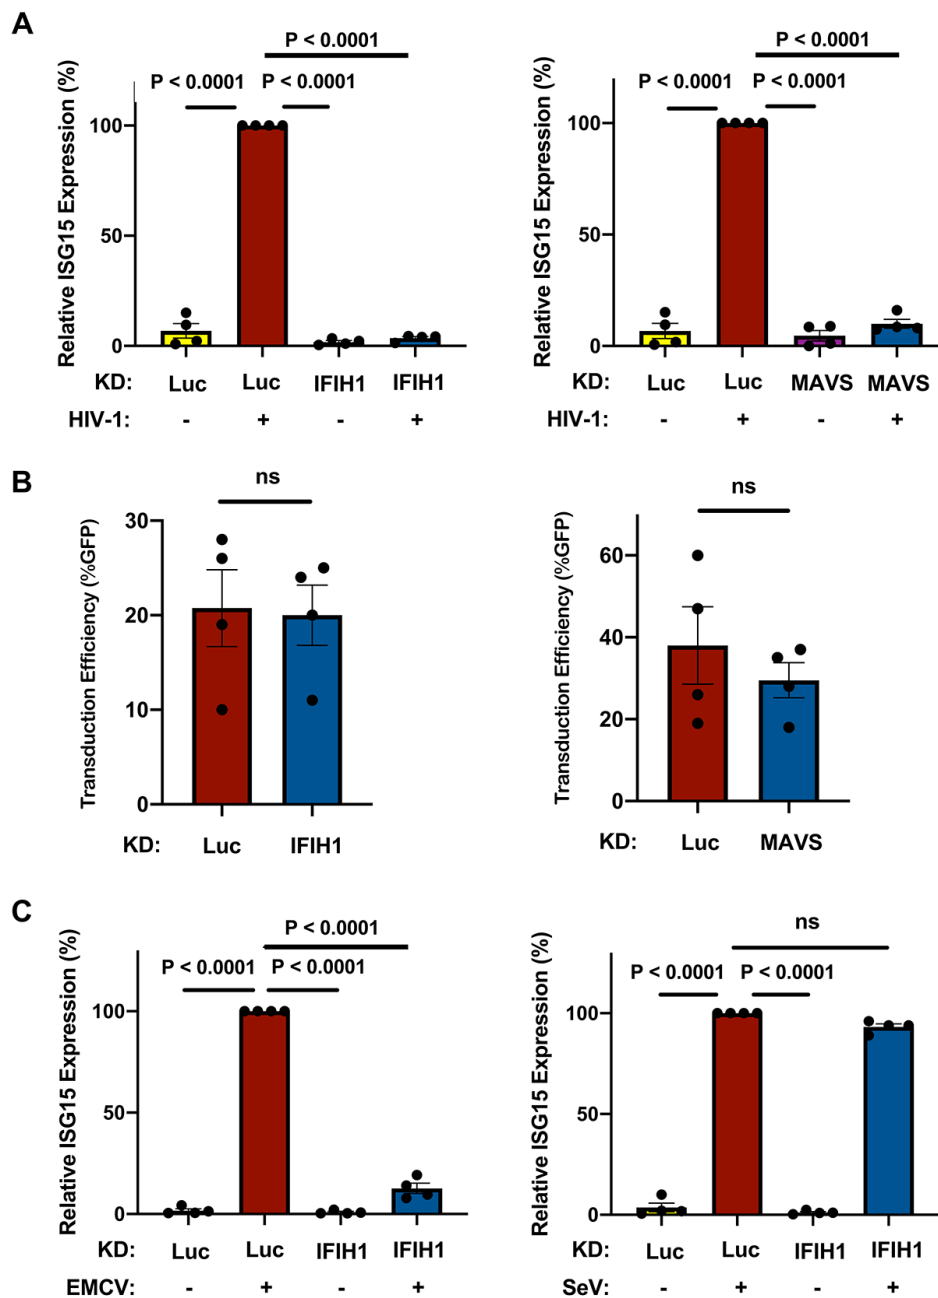 A
P < 0.0001
P < 0.0001
P < 0.0001
Relative ISG15 Expression (%)
100
50
0
KD: Luc Luc IFIH1 IFIH1
HIV-1: - + - +
P < 0.0001
P < 0.0001
P < 0.0001
Relative ISG15 Expression (%)
100
50
0
KD: Luc Luc MAVS MAVS
HIV-1: - + - +
B
ns
Transduction Efficiency (%GFP)
30
20
10
0
KD: Luc IFIH1
ns
Transduction Efficiency (%GFP)
60
40
20
0
KD: Luc MAVS
C
P < 0.0001
P < 0.0001
P < 0.0001
Relative ISG15 Expression (%)
100
50
0
KD: Luc Luc IFIH1 IFIH1
EMCV: - + - +
ns
P < 0.0001
P < 0.0001
Relative ISG15 Expression (%)
100
50
0
KD: Luc Luc IFIH1 IFIH1
SeV: - + - +